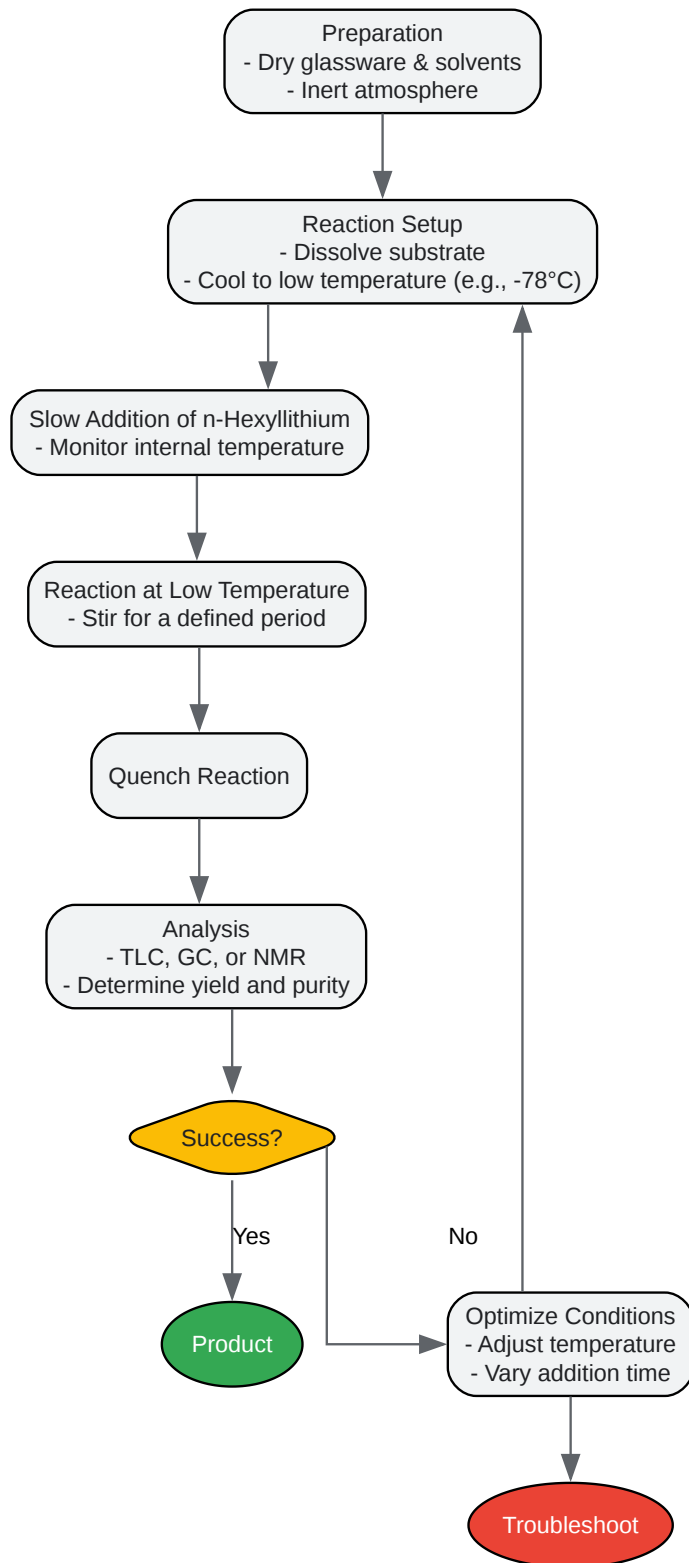 Preparation
- Dry glassware & solvents
- Inert atmosphere
Reaction Setup
- Dissolve substrate
- Cool to low temperature (e.g., -78°C)
Slow Addition of n-Hexyllithium
- Monitor internal temperature
Reaction at Low Temperature
- Stir for a defined period
Quench Reaction
Analysis
- TLC, GC, or NMR
- Determine yield and purity
Success?
Yes
No
Product
Optimize Conditions
- Adjust temperature
- Vary addition time
Troubleshoot